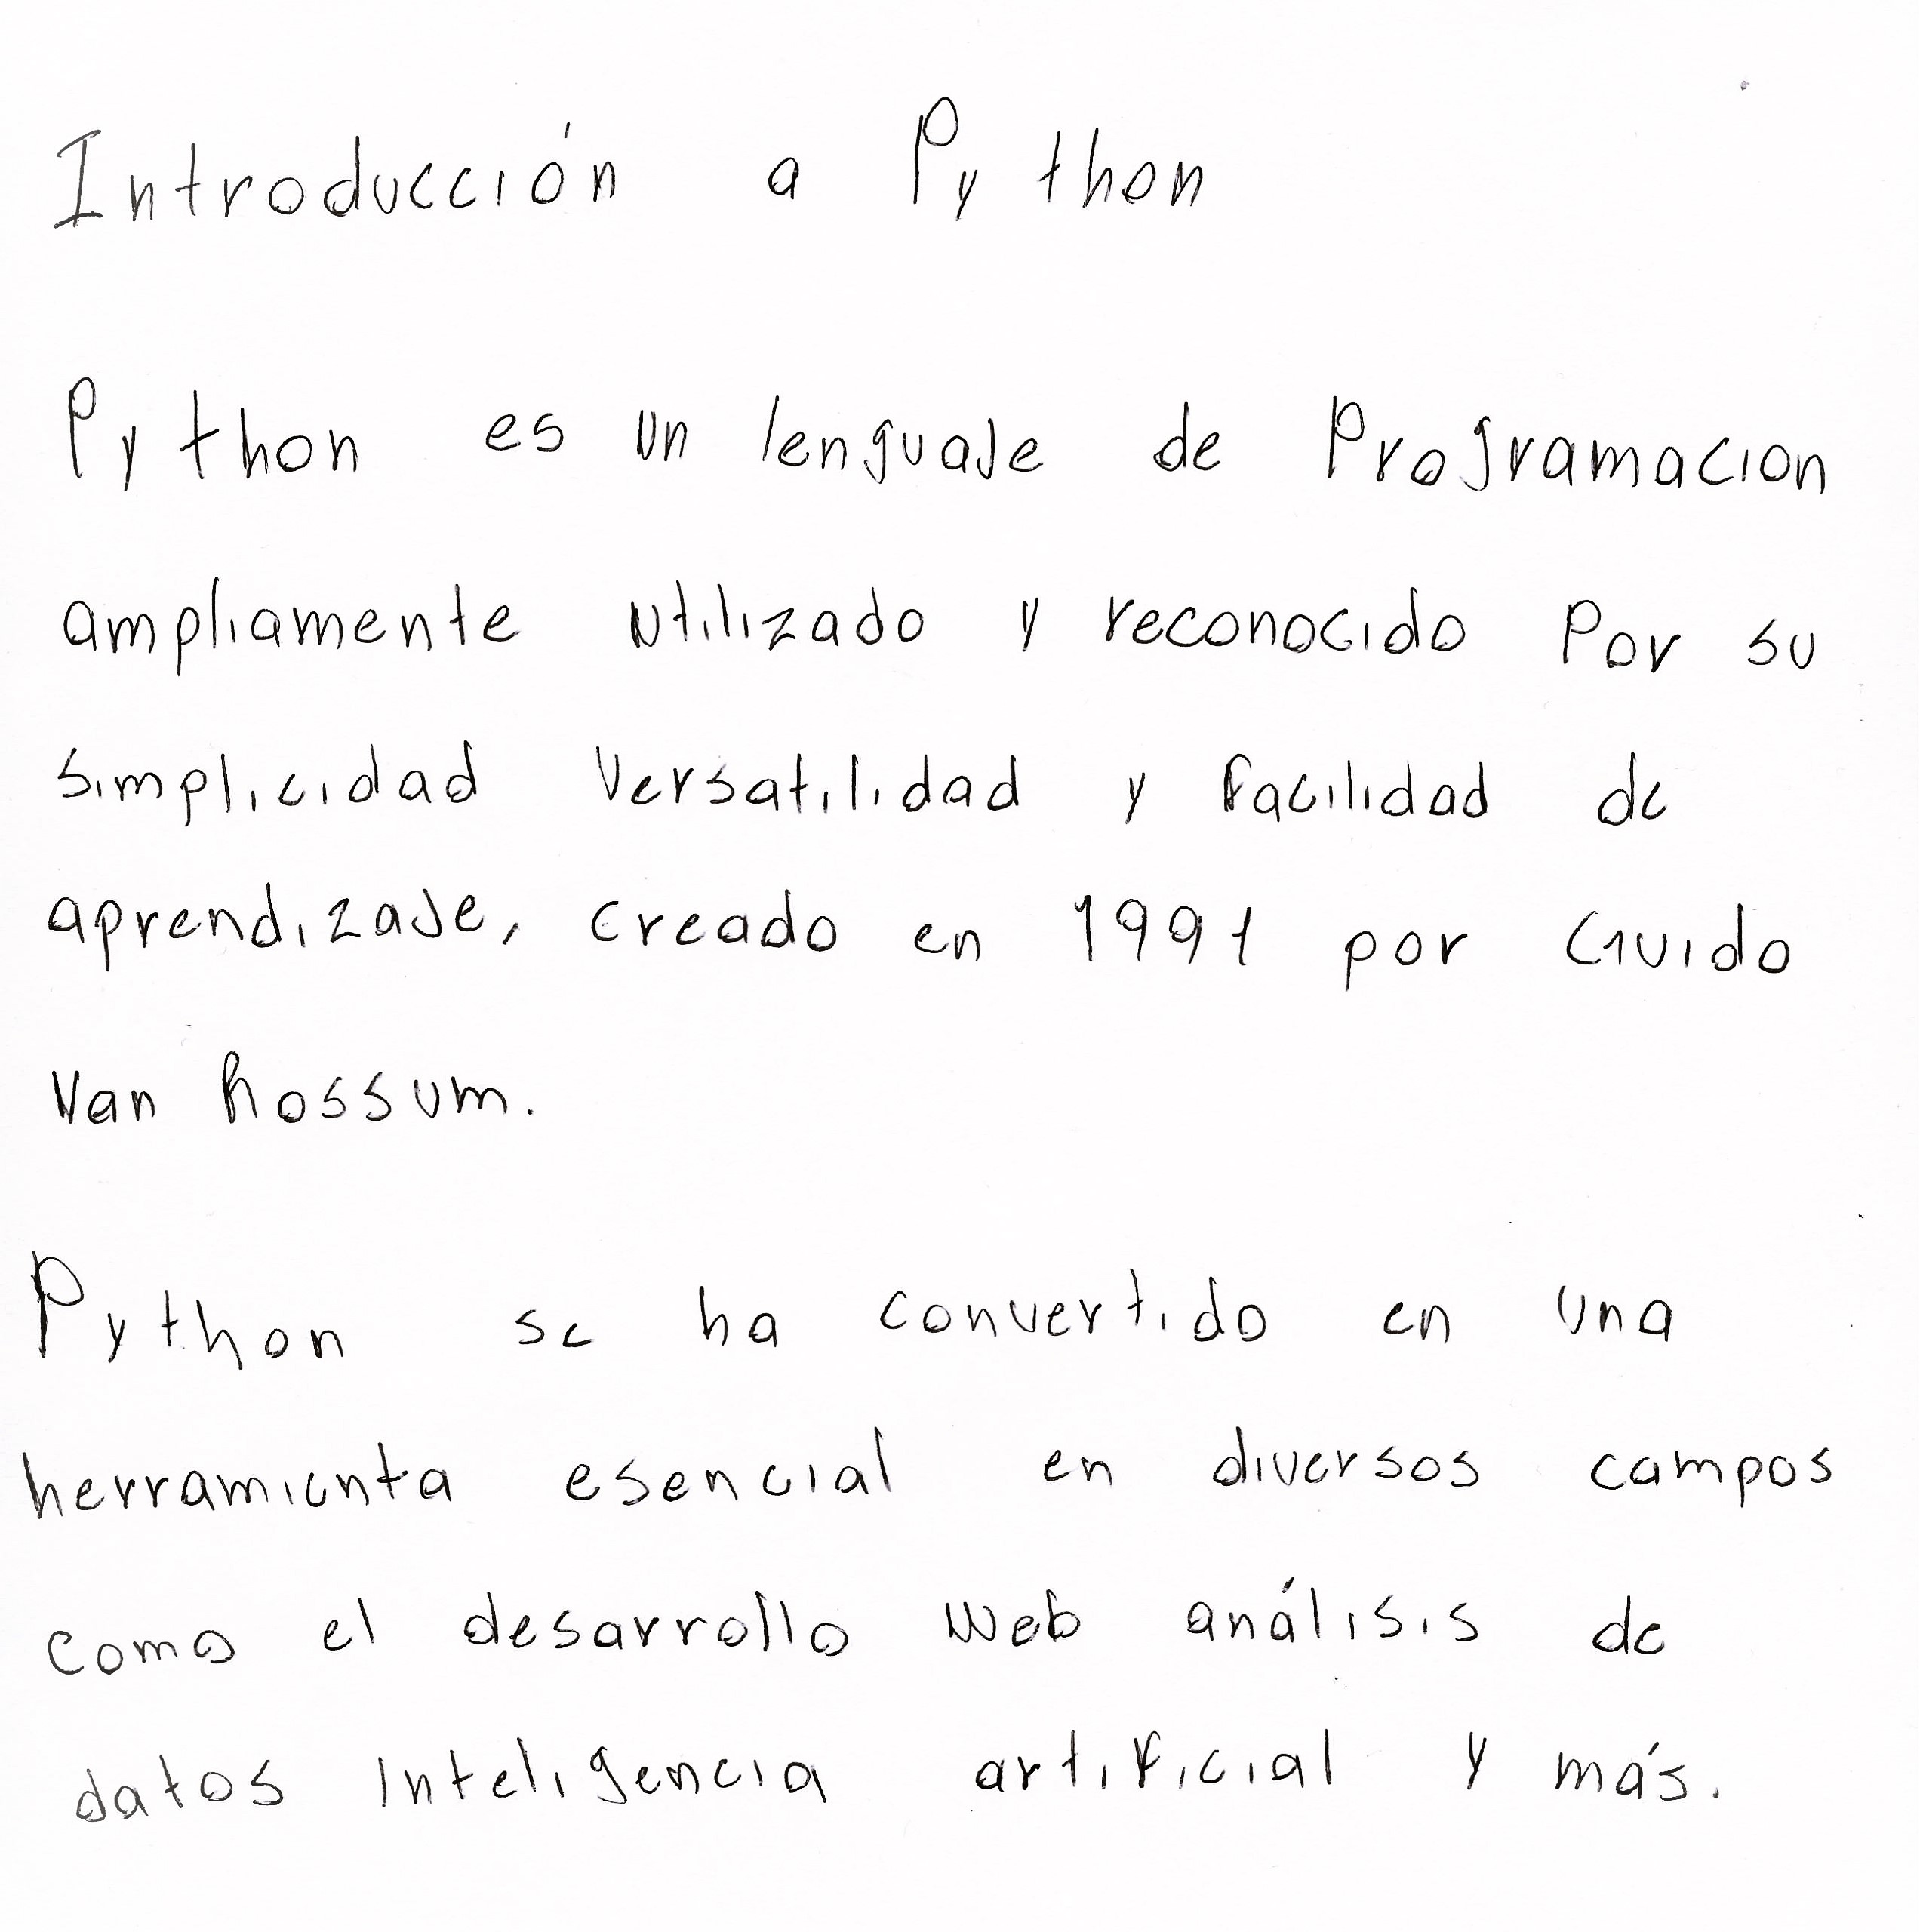 Introducción a Python
Python es un lenguaje de Programacion
ampliamente utilizado y reconocido Por su
simplicidad Versatilidad y facilidad de
aprendizaje, creado en 1991 por Guido
Van Rossum.
Python se ha convertido en una
herramienta esencial en diversos campos
como el desarrollo Web análisis de
datos Inteligencia artificial y más.